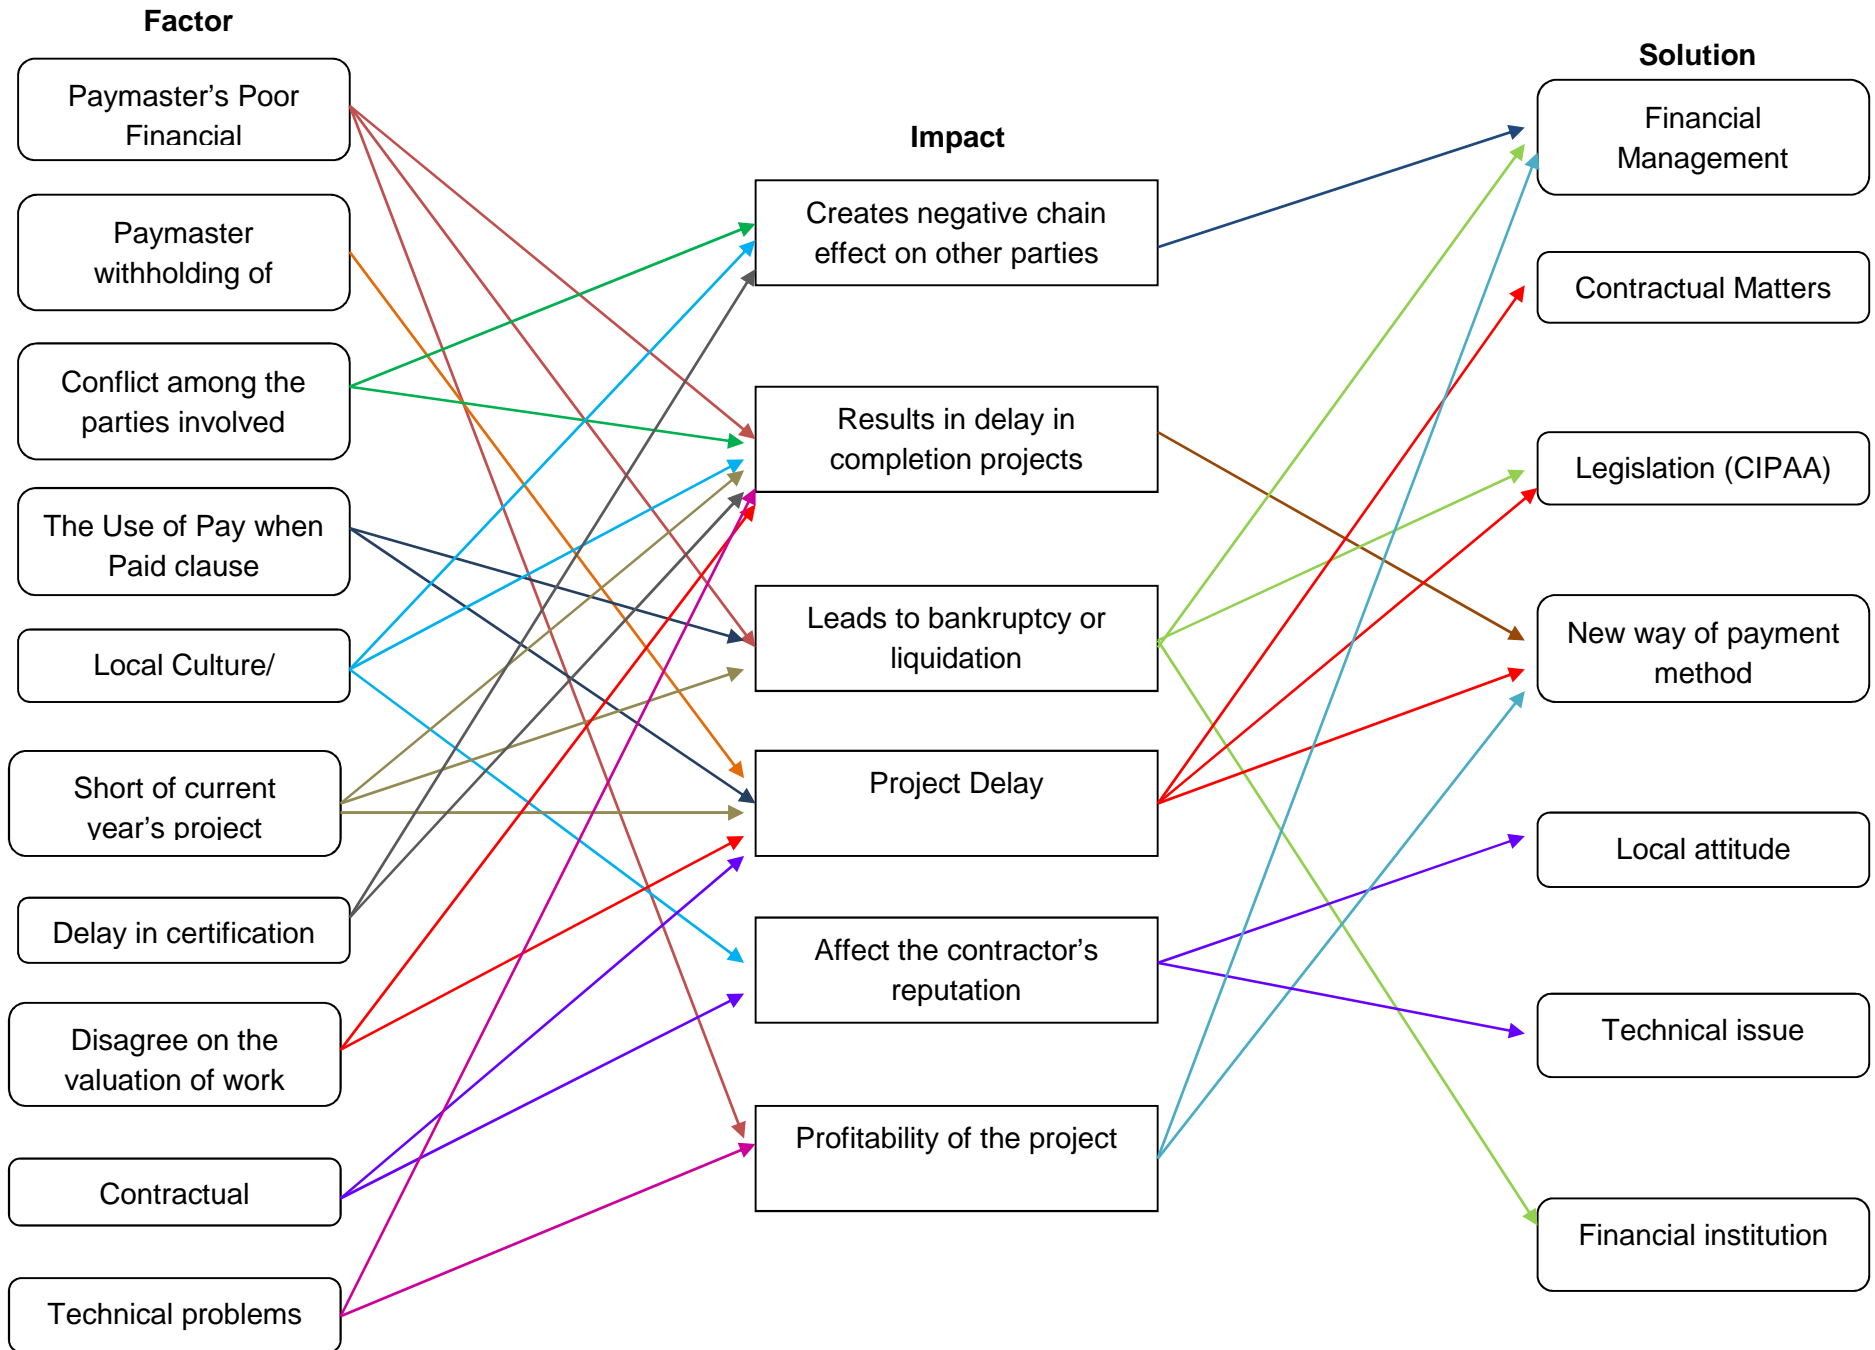 Factor
Paymaster's Poor
Financial
Paymaster
withholding of
Conflict among the
parties involved
The Use of Pay when
Paid clause
Local Culture/
Short of current
year's project
Delay in certification
Disagree on the
valuation of work
Contractual
Technical problems
Impact
Creates negative chain
effect on other parties
Results in delay in
completion projects
Leads to bankruptcy or
liquidation
Project Delay
Affect the contractor's
reputation
Profitability of the project
Solution
Financial
Management
Contractual Matters
Legislation (CIPAA)
New way of payment
method
Local attitude
Technical issue
Financial institution